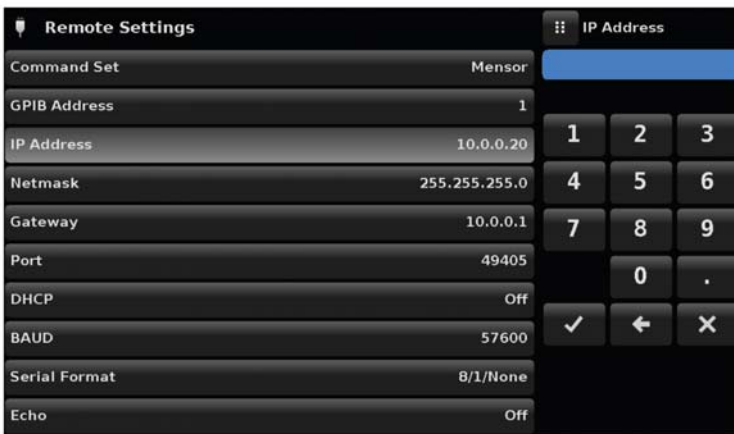 Remote Settings
Command Set Mensor
GPIB Address 1
IP Address 10.0.0.20
Netmask 255.255.255.0
Gateway 10.0.0.1
Port 49405
DHCP Off
BAUD 57600
Serial Format 8/1/None
Echo Off
IP Address
1 2 3
4 5 6
7 8 9
0 .